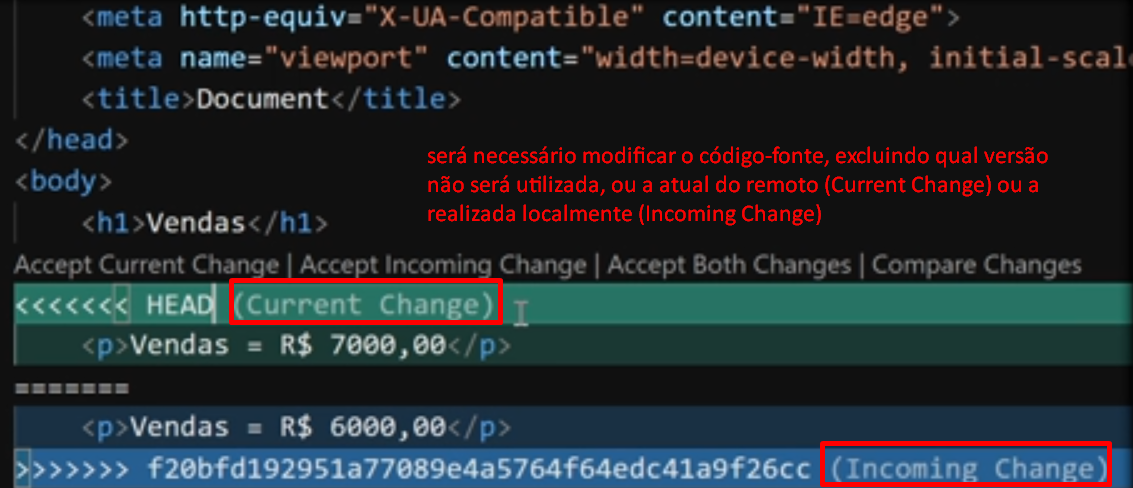 <meta http-equiv="X-UA-Compatible" content="IE=edge">
<meta name="viewport" content="width=device-width, initial-scale
<title>Document</title>
</head>
<body>
será necessário modificar o código-fonte, excluindo qual versão
não será utilizada, ou a atual do remoto (Current Change) ou a
realizada localmente (Incoming Change)
<h1>Vendas</h1>
Accept Current Change | Accept Incoming Change | Accept Both Changes | Compare Changes
<<<<<<< HEAD (Current Change)
<p>Vendas = R$ 7000,00</p>
=======
<p>Vendas = R$ 6000,00</p>
>>>>>>> f20bfd192951a77089e4a5764f64edc41a9f26cc (Incoming Change)